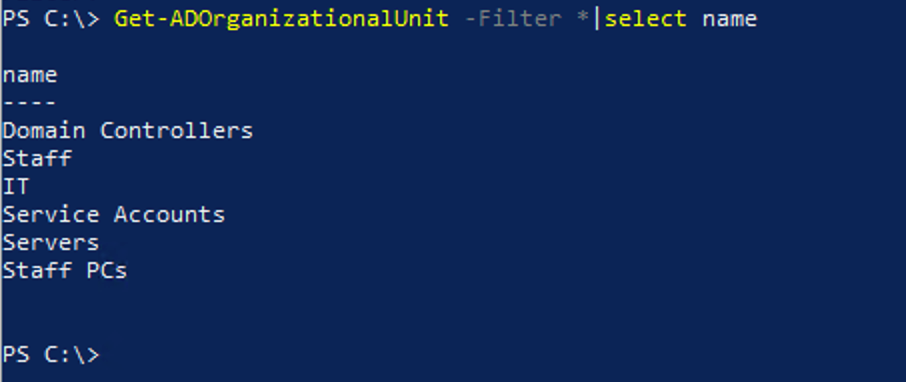 PS C:\> Get-ADOrganizationalUnit -Filter *|select name
name
----
Domain Controllers
Staff
IT
Service Accounts
Servers
Staff PCs
PS C:\>